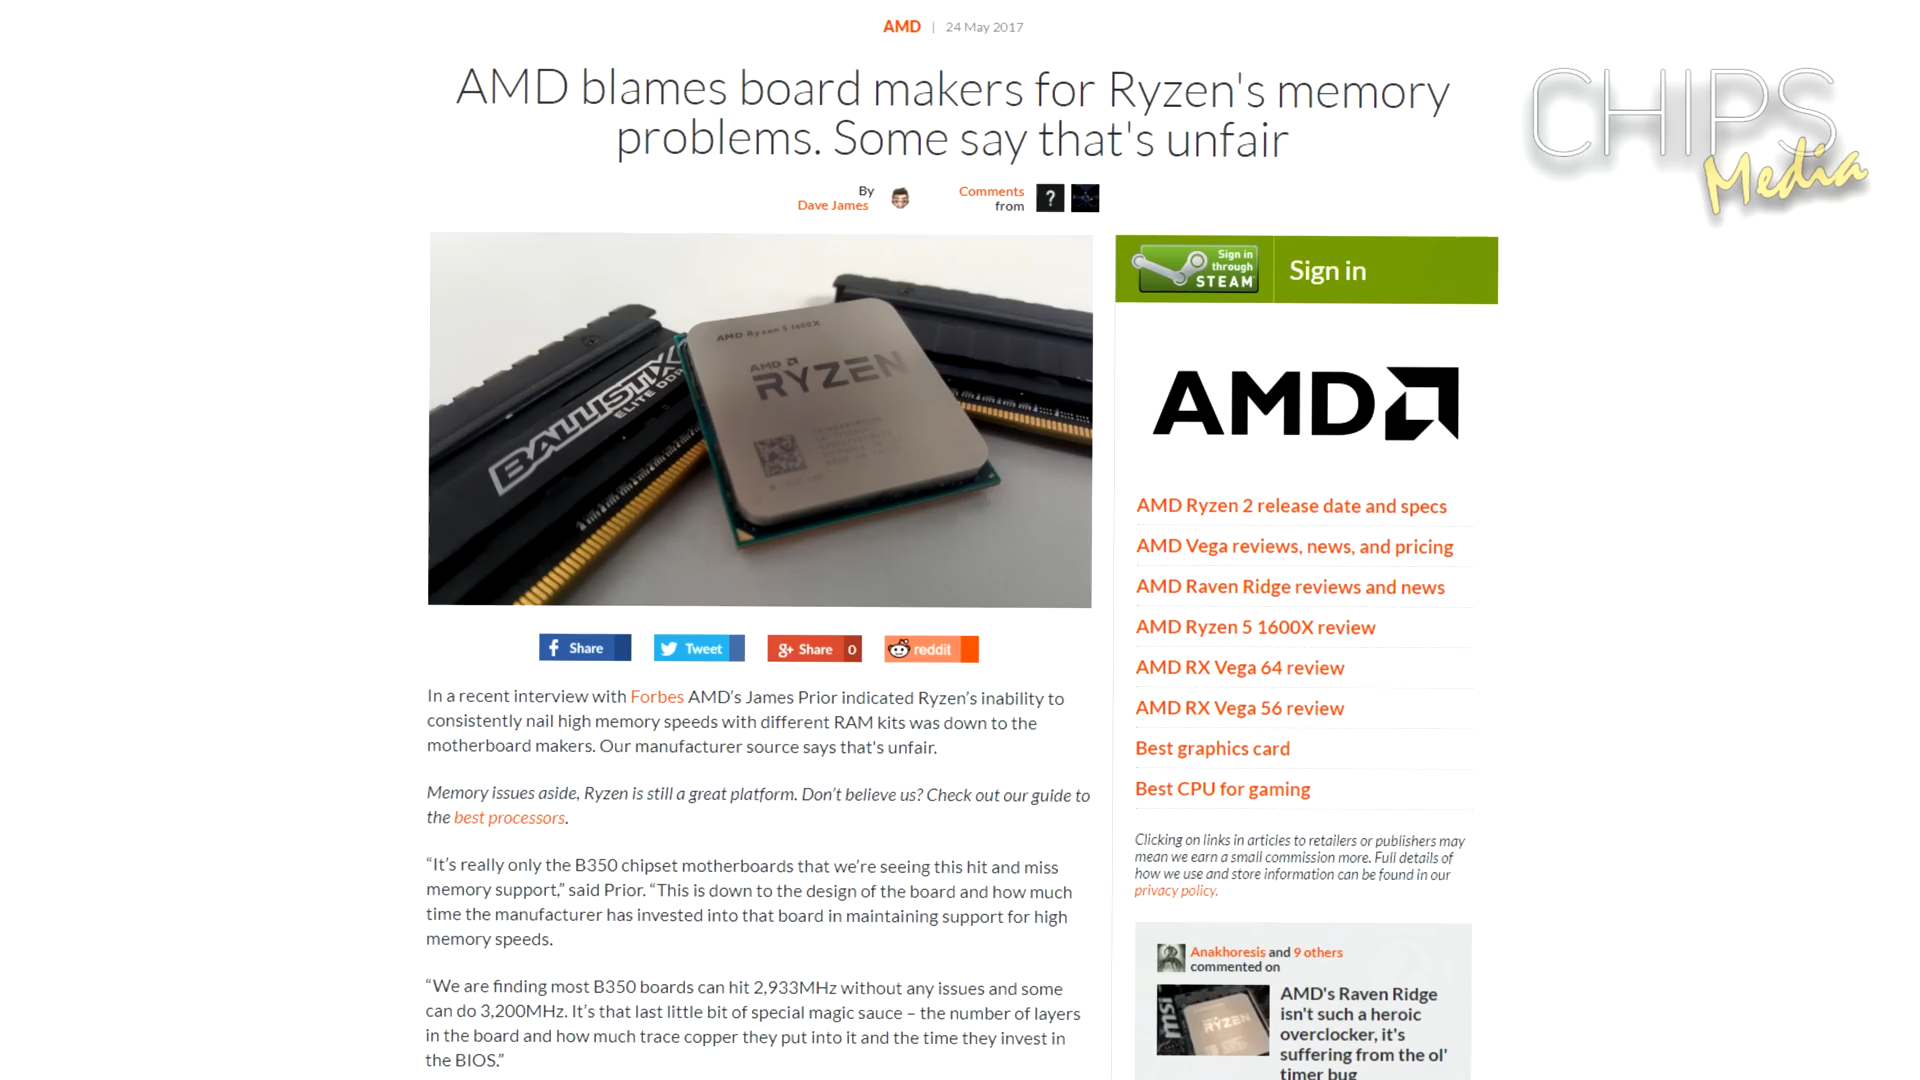 AMD | 24 May 2017
AMD blames board makers for Ryzen's memory
problems. Some say that's unfair
By
Dave James
Comments
from
?
CHIPS
Media
AMD Ryzen 5 1600X
AMD
RYZEN
BALLISTIX
ELITE DDR
Sign in
through
STEAM
Sign in
AMD
Share
Tweet
g+ Share 0
reddit
In a recent interview with Forbes AMD's James Prior indicated Ryzen's inability to
consistently nail high memory speeds with different RAM kits was down to the
motherboard makers. Our manufacturer source says that's unfair.
Memory issues aside, Ryzen is still a great platform. Don't believe us? Check out our guide to
the best processors.
“It's really only the B350 chipset motherboards that we're seeing this hit and miss
memory support,” said Prior. “This is down to the design of the board and how much
time the manufacturer has invested into that board in maintaining support for high
memory speeds.
“We are finding most B350 boards can hit 2,933MHz without any issues and some
can do 3,200MHz. It's that last little bit of special magic sauce – the number of layers
in the board and how much trace copper they put into it and the time they invest in
the BIOS.”
AMD Ryzen 2 release date and specs
AMD Vega reviews, news, and pricing
AMD Raven Ridge reviews and news
AMD Ryzen 5 1600X review
AMD RX Vega 64 review
AMD RX Vega 56 review
Best graphics card
Best CPU for gaming
Clicking on links in articles to retailers or publishers may
mean we earn a small commission more. Full details of
how we use and store information can be found in our
privacy policy.
Anakhoresis and 9 others
commented on
msi
RYZEN
AMD's Raven Ridge
isn't such a heroic
overclocker, it's
suffering from the ol'
timer bug